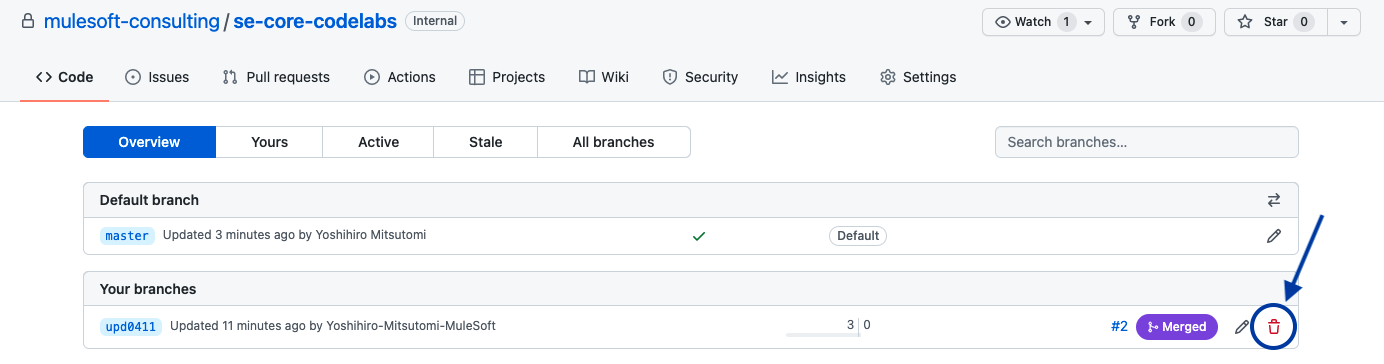 mulesoft-consulting / se-core-codelabs Internal Watch 1 Fork 0 Star 0
Code Issues Pull requests Actions Projects Wiki Security Insights Settings
Overview Yours Active Stale All branches Search branches...
Default branch
master Updated 3 minutes ago by Yoshihiro Mitsutomi Default
Your branches
upd0411 Updated 11 minutes ago by Yoshihiro-Mitsutomi-MuleSoft 3 0 #2 Merged